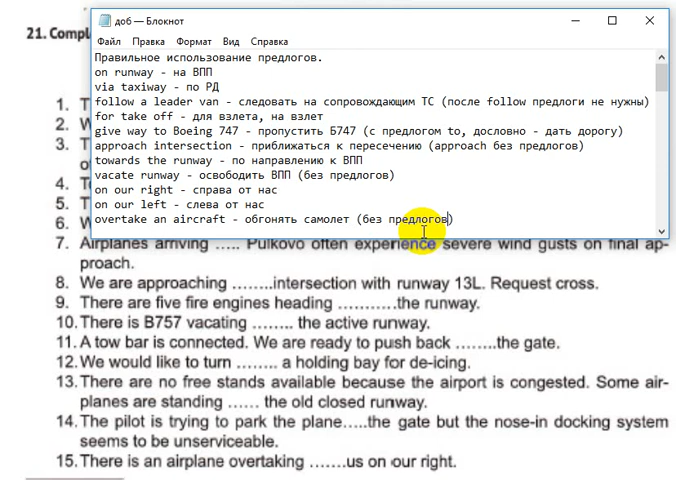 21. Compl
доб — Блокнот
Файл Правка Формат Вид Справка
Правильное использование предлогов.
on runway - на ВПП
via taxiway - по РД
follow a leader van - следовать на сопровождающим ТС (после follow предлоги не нужны)
for take off - для взлета, на взлет
give way to Boeing 747 - пропустить Б747 (с предлогом to, дословно - дать дорогу)
approach intersection - приближаться к пересечению (approach без предлогов)
towards the runway - по направлению к ВПП
vacate runway - освободить ВПП (без предлогов)
on our right - справа от нас
on our left - слева от нас
overtake an aircraft - обгонять самолет (без предлогов)
1. T
2. W
3. T
o
4. To
5. T
6. W
7. Airplanes arriving ..... Pulkovo often experience severe wind gusts on final ap-
proach.
8. We are approaching ........intersection with runway 13L. Request cross.
9. There are five fire engines heading ...........the runway.
10. There is B757 vacating ........ the active runway.
11. A tow bar is connected. We are ready to push back ........the gate.
12. We would like to turn ........ a holding bay for de-icing.
13. There are no free stands available because the airport is congested. Some air-
planes are standing ...... the old closed runway.
14. The pilot is trying to park the plane.....the gate but the nose-in docking system
seems to be unserviceable.
15. There is an airplane overtaking .......us on our right.